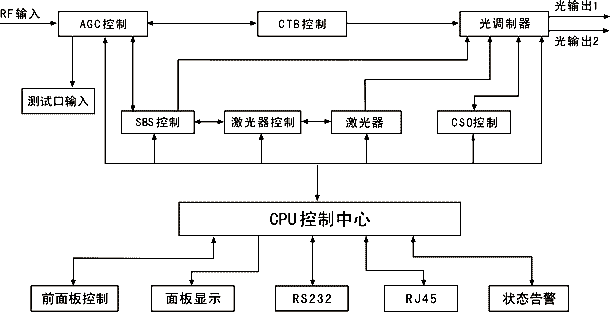 RF输入
AGC控制
CTB控制
光调制器
光输出1
光输出2
测试口输入
SBS控制
激光器控制
激光器
CSO控制
CPU控制中心
前面板控制
面板显示
RS232
RJ45
状态告警